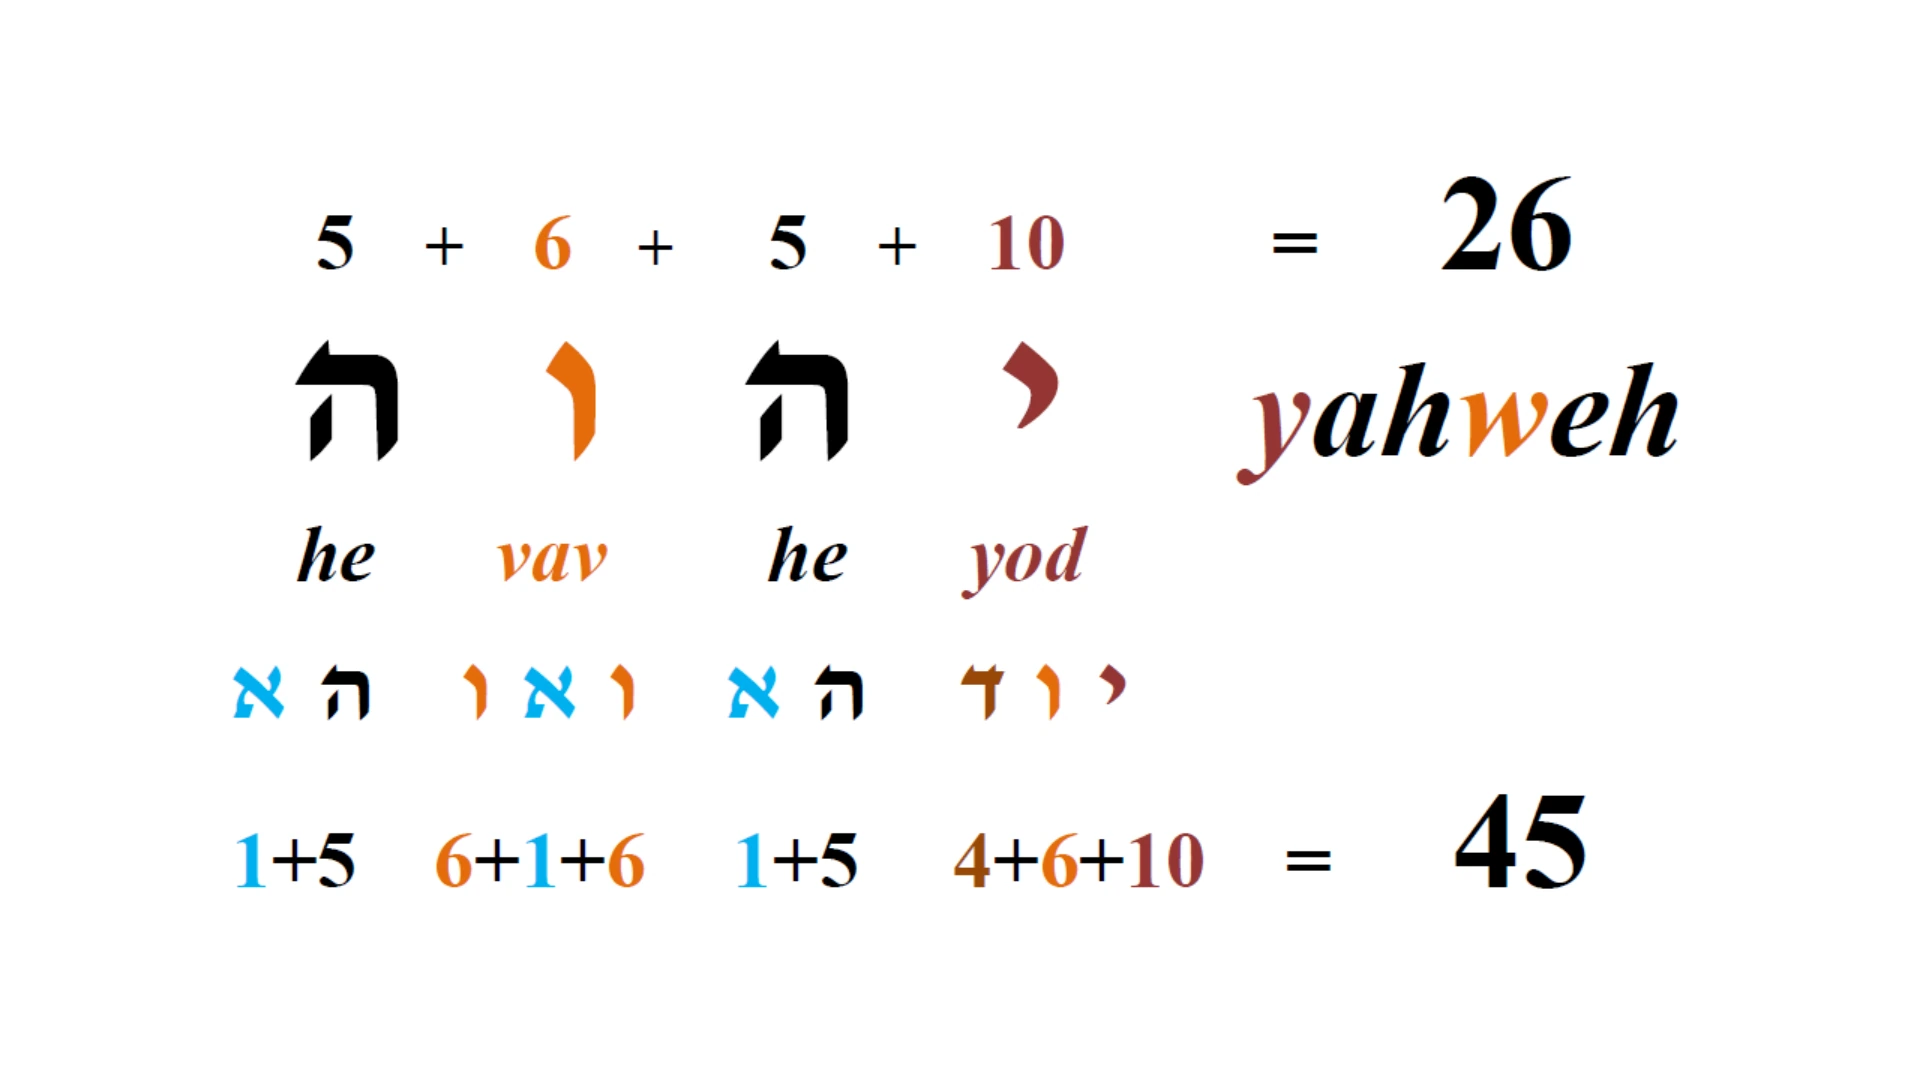 5 + 6 + 5 + 10 = 26
י ה ו ה yahweh
he vav he yod
יוד הא ואו הא
1+5 6+1+6 1+5 4+6+10 = 45